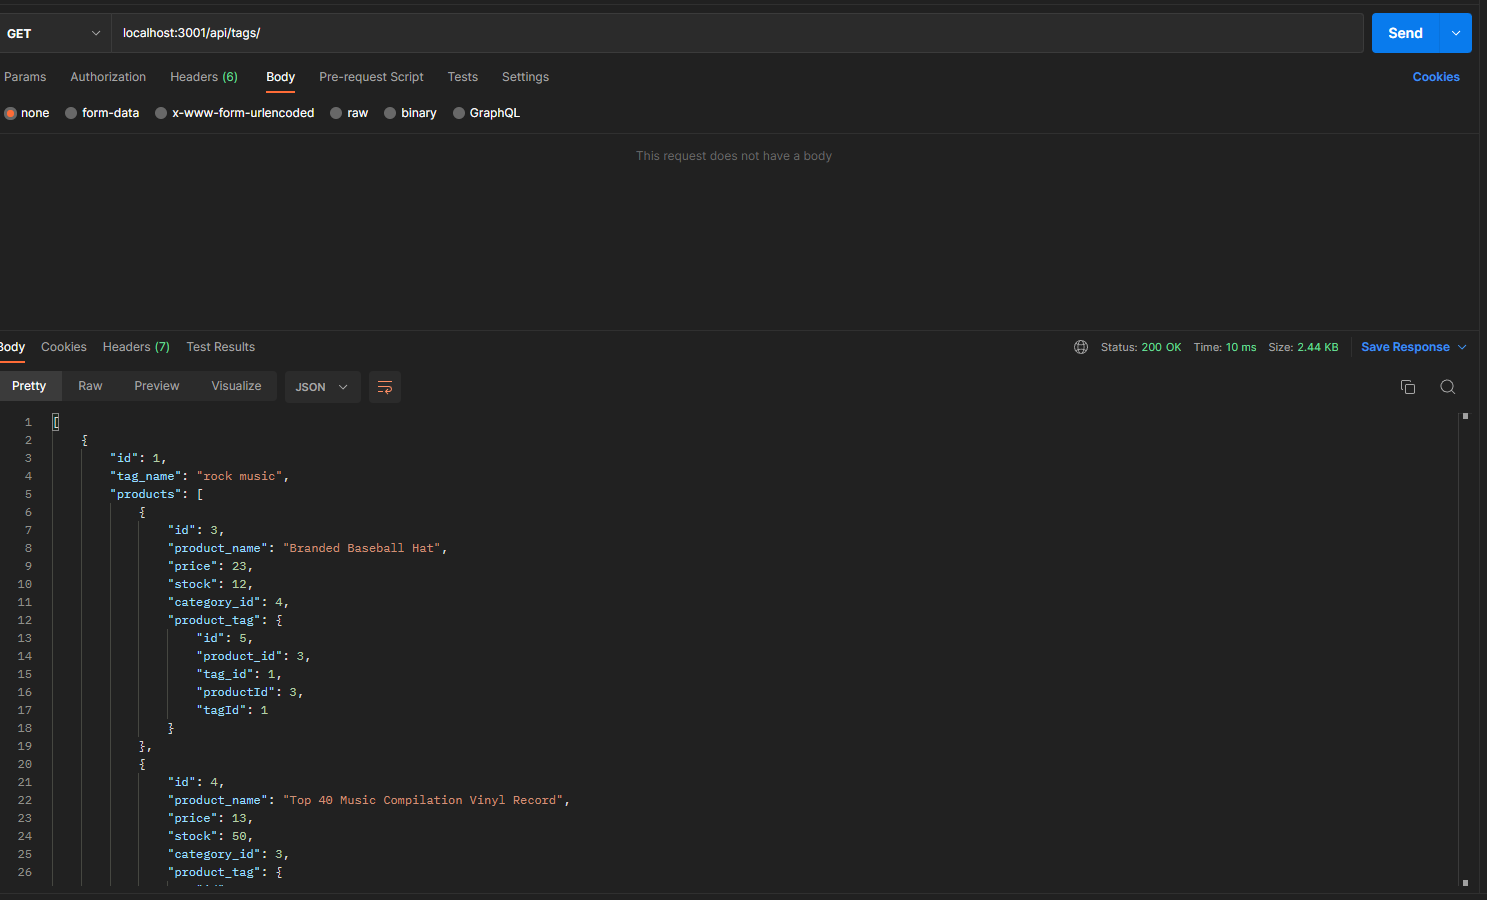 GET localhost:3001/api/tags/ Send
Params Authorization Headers (6) Body Pre-request Script Tests Settings Cookies
none form-data x-www-form-urlencoded raw binary GraphQL
This request does not have a body
Body Cookies Headers (7) Test Results Status: 200 OK Time: 10 ms Size: 2.44 KB Save Response
Pretty Raw Preview Visualize JSON
1 [
2 {
3 "id": 1,
4 "tag_name": "rock music",
5 "products": [
6 {
7 "id": 3,
8 "product_name": "Branded Baseball Hat",
9 "price": 23,
10 "stock": 12,
11 "category_id": 4,
12 "product_tag": {
13 "id": 5,
14 "product_id": 3,
15 "tag_id": 1,
16 "productId": 3,
17 "tagId": 1
18 }
19 },
20 {
21 "id": 4,
22 "product_name": "Top 40 Music Compilation Vinyl Record",
23 "price": 13,
24 "stock": 50,
25 "category_id": 3,
26 "product_tag": {